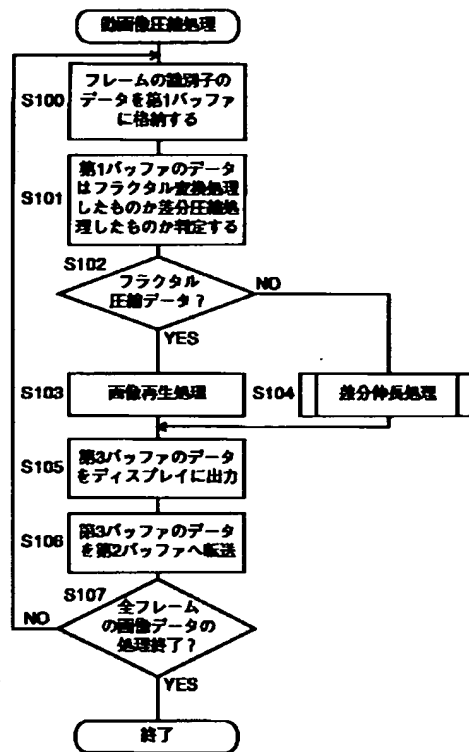 動画像圧縮処理
S100
フレームの識別子の
データを第1バッファ
に格納する
S101
第1バッファのデータ
はフラクタル変換処理
したものか差分圧縮処
理したものか判定する
S102
フラクタル
圧縮データ?
NO
YES
S103
画像再生処理
S104
差分伸長処理
S105
第3バッファのデータ
をディスプレイに出力
S106
第3バッファのデータ
を第2バッファへ転送
S107
全フレーム
の画像データの
処理終了?
NO
YES
終了